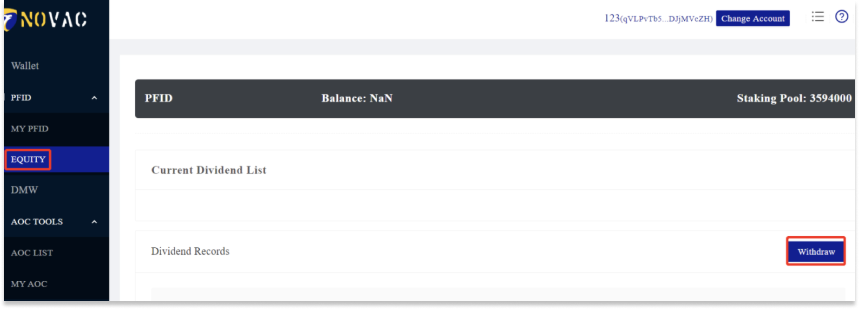 NOVAC
123(qVLPvTb5...DJjMVcZH) Change Account
Wallet
PFID
PFID Balance: NaN Staking Pool: 3594000
MY PFID
EQUITY
Current Dividend List
DMW
AOC TOOLS
AOC LIST
Dividend Records Withdraw
MY AOC